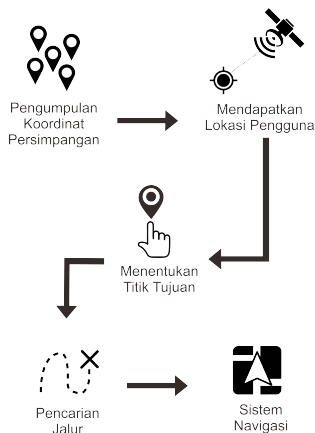 Pengumpulan
Koordinat
Persimpangan
Mendapatkan
Lokasi Pengguna
Menentukan
Titik Tujuan
Pencarian
Jalur
Sistem
Navigasi